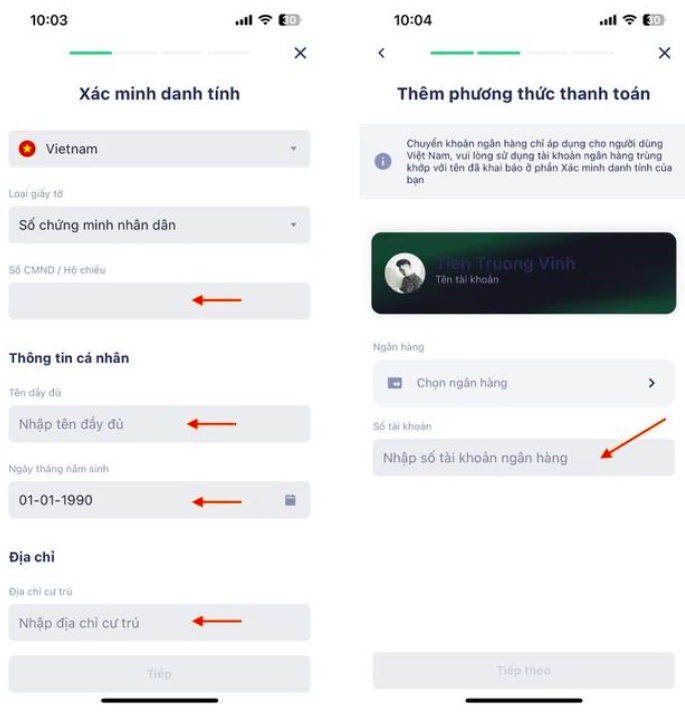 10:03
30
Xác minh danh tính
Vietnam
Loại giấy tờ
Số chứng minh nhân dân
Số CMND / Hộ chiếu
Thông tin cá nhân
Tên đầy đủ
Nhập tên đầy đủ
Ngày tháng năm sinh
01-01-1990
Địa chỉ
Địa chỉ cư trú
Nhập địa chỉ cư trú
Tiếp
10:04
30
Thêm phương thức thanh toán
Chuyển khoản ngân hàng chỉ áp dụng cho người dùng
Việt Nam, vui lòng sử dụng tài khoản ngân hàng trùng
khớp với tên đã khai báo ở phần Xác minh danh tính của
bạn
Tien Truong Vinh
Tên tài khoản
Ngân hàng
Chọn ngân hàng
Số tài khoản
Nhập số tài khoản ngân hàng
Tiếp theo